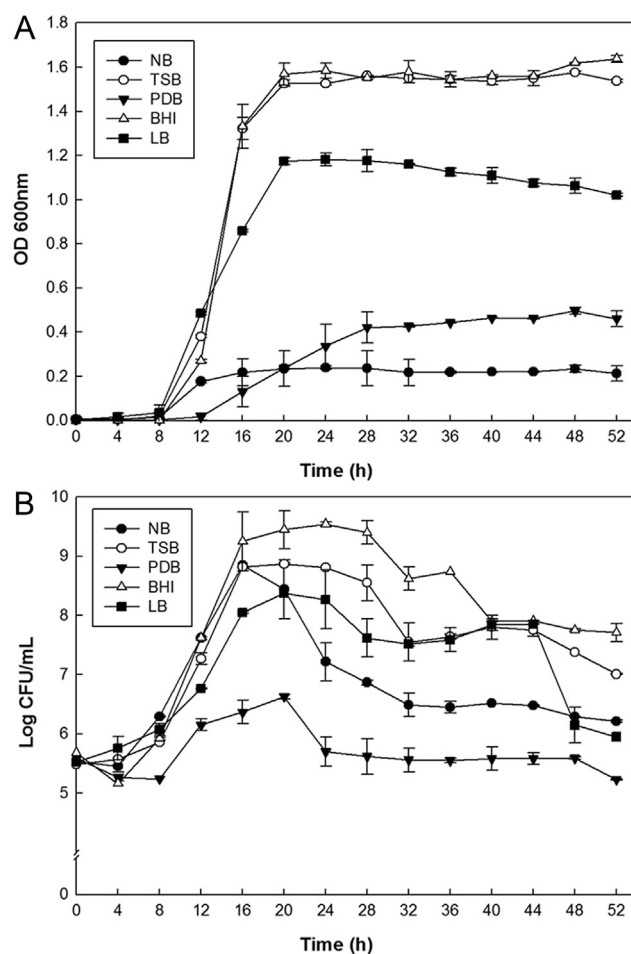 A
1.8
1.6
1.4
1.2
1.0
0.8
0.6
0.4
0.2
0.0
OD 600nm
NB
TSB
PDB
BHI
LB
0 4 8 12 16 20 24 28 32 36 40 44 48 52
Time (h)
B
10
9
8
7
6
5
0
Log CFU/mL
NB
TSB
PDB
BHI
LB
0 4 8 12 16 20 24 28 32 36 40 44 48 52
Time (h)